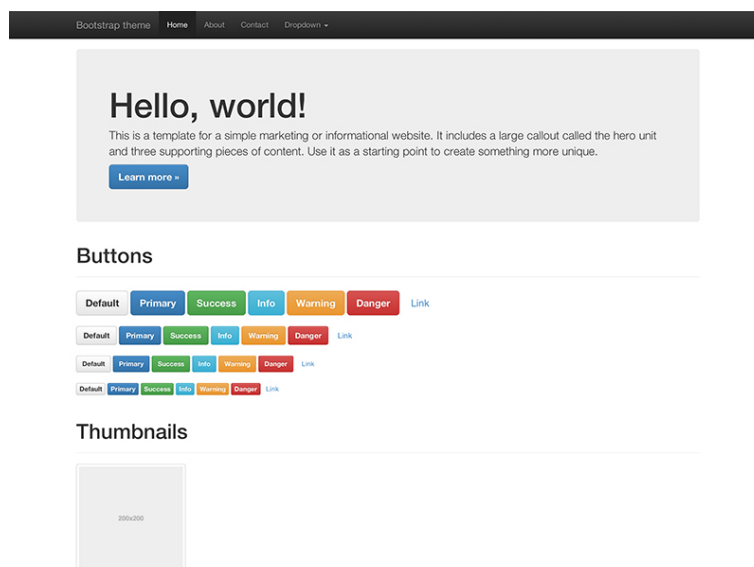 Bootstrap theme Home About Contact Dropdown
Hello, world!
This is a template for a simple marketing or informational website. It includes a large callout called the hero unit
and three supporting pieces of content. Use it as a starting point to create something more unique.
Learn more »
Buttons
Default Primary Success Info Warning Danger Link
Default Primary Success Info Warning Danger Link
Default Primary Success Info Warning Danger Link
Default Primary Success Info Warning Danger Link
Thumbnails
200x200